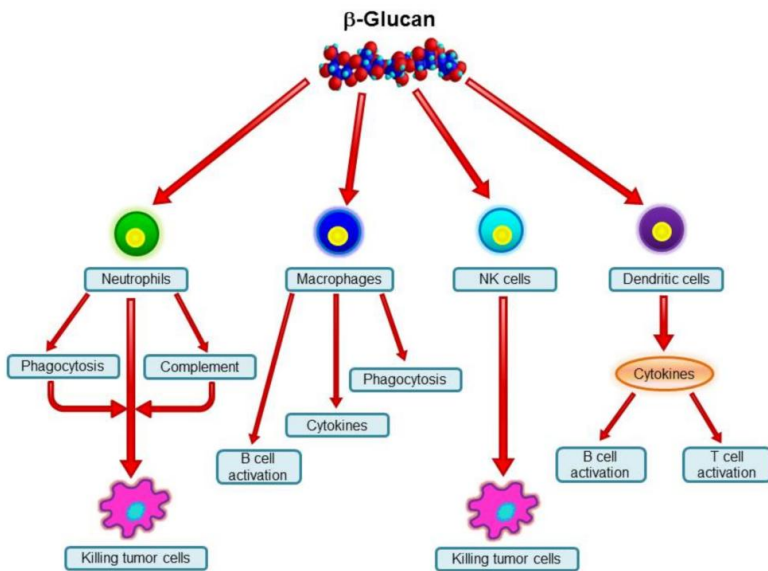 β-Glucan
Neutrophils
Macrophages
NK cells
Dendritic cells
Phagocytosis
Complement
Phagocytosis
Cytokines
Cytokines
B cell
activation
B cell
activation
T cell
activation
Killing tumor cells
Killing tumor cells